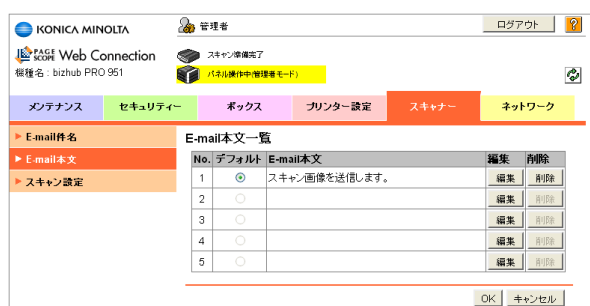 KONICA MINOLTA
管理者
ログアウト
?
PAGE SCOPE Web Connection
スキャン準備完了
機種名 : bizhub PRO 951
パネル操作中(管理者モード)
メンテナンス
セキュリティー
ボックス
プリンター設定
スキャナー
ネットワーク
E-mail件名
E-mail本文
スキャン設定
E-mail本文一覧
No. デフォルト E-mail本文 編集 削除
1 スキャン画像を送信します。 編集 削除
2 編集 削除
3 編集 削除
4 編集 削除
5 編集 削除
OK キャンセル